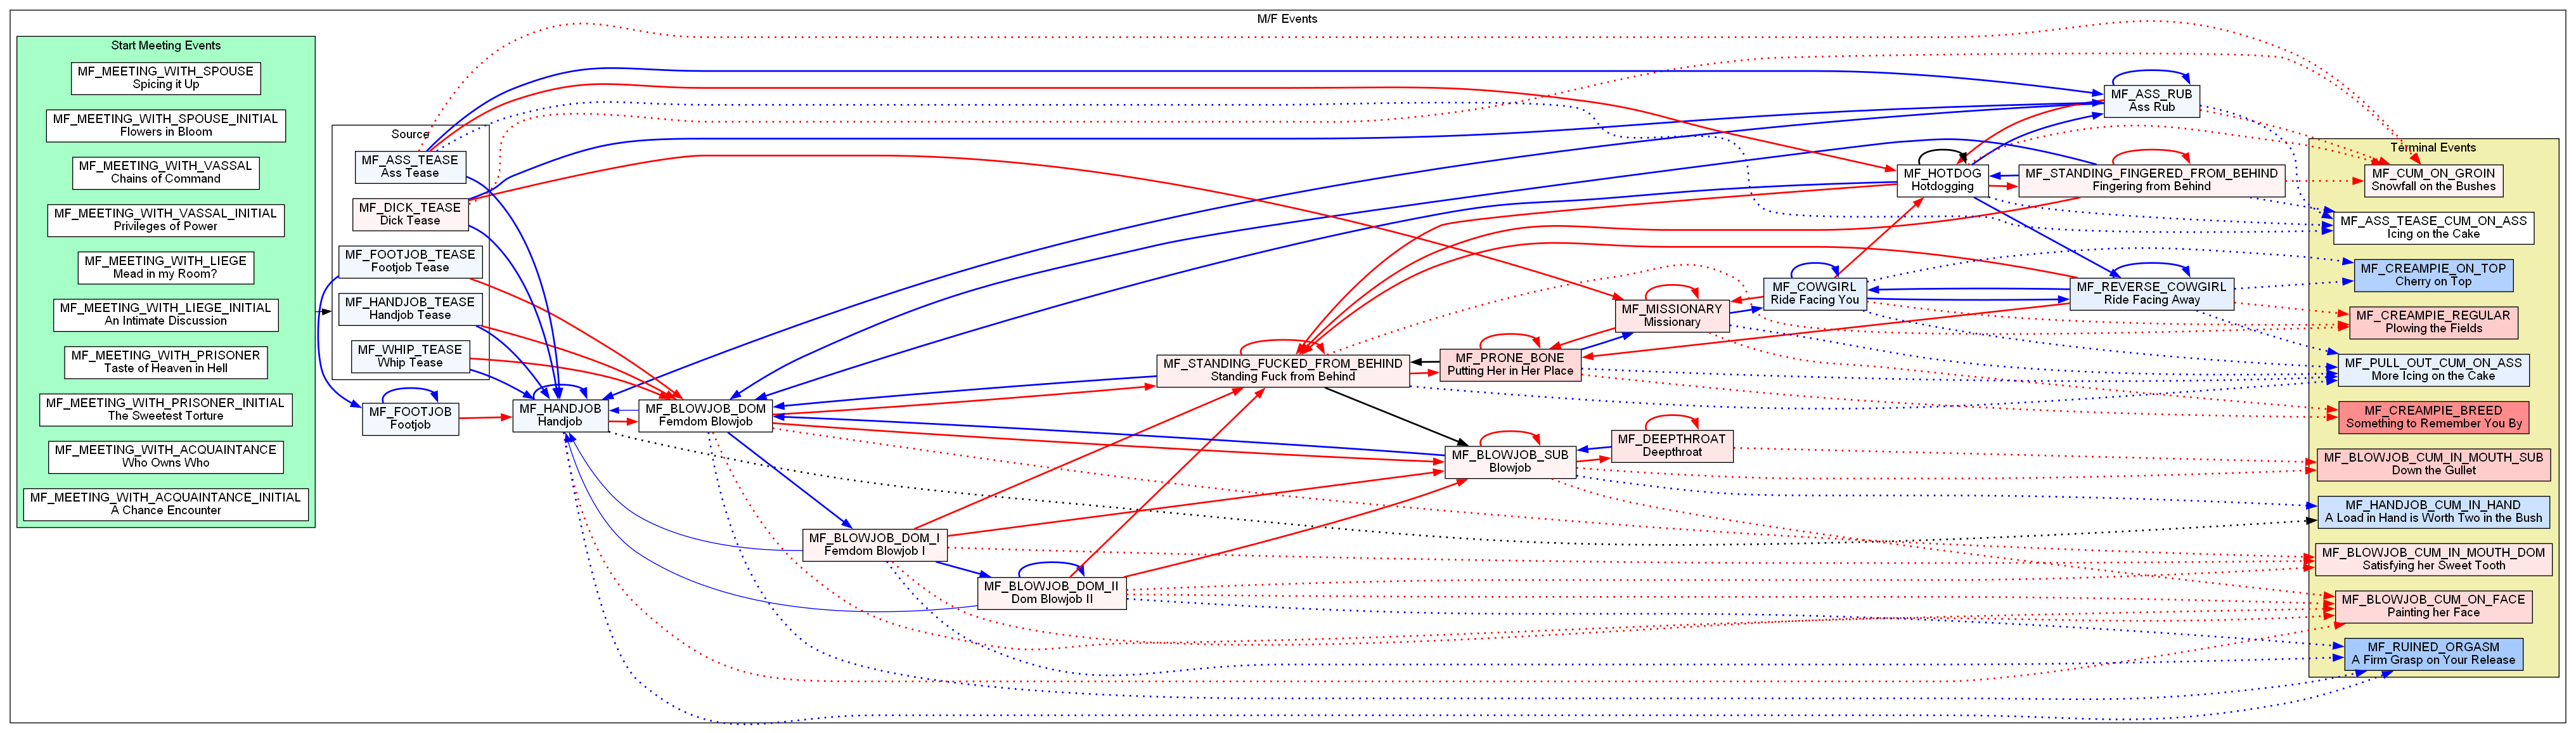 M/F Events
Start Meeting Events
MF_MEETING_WITH_SPOUSE
Spicing it Up
MF_MEETING_WITH_SPOUSE_INITIAL
Flowers in Bloom
MF_MEETING_WITH_VASSAL
Chains of Command
MF_MEETING_WITH_VASSAL_INITIAL
Privileges of Power
MF_MEETING_WITH_LIEGE
Mead in my Room?
MF_MEETING_WITH_LIEGE_INITIAL
An Intimate Discussion
MF_MEETING_WITH_PRISONER
Taste of Heaven in Hell
MF_MEETING_WITH_PRISONER_INITIAL
The Sweetest Torture
MF_MEETING_WITH_ACQUAINTANCE
Who Owns Who
MF_MEETING_WITH_ACQUAINTANCE_INITIAL
A Chance Encounter
Source
MF_ASS_TEASE
Ass Tease
MF_DICK_TEASE
Dick Tease
MF_FOOTJOB_TEASE
Footjob Tease
MF_HANDJOB_TEASE
Handjob Tease
MF_WHIP_TEASE
Whip Tease
MF_FOOTJOB
Footjob
MF_HANDJOB
Handjob
MF_BLOWJOB_DOM
Femdom Blowjob
MF_BLOWJOB_DOM_I
Femdom Blowjob I
MF_BLOWJOB_DOM_II
Dom Blowjob II
MF_STANDING_FUCKED_FROM_BEHIND
Standing Fuck from Behind
MF_PRONE_BONE
Putting Her in Her Place
MF_BLOWJOB_SUB
Blowjob
MF_DEEPTHROAT
Deepthroat
MF_MISSIONARY
Missionary
MF_COWGIRL
Ride Facing You
MF_HOTDOG
Hotdogging
MF_ASS_RUB
Ass Rub
MF_STANDING_FINGERED_FROM_BEHIND
Fingering from Behind
MF_REVERSE_COWGIRL
Ride Facing Away
Terminal Events
MF_CUM_ON_GROIN
Snowfall on the Bushes
MF_ASS_TEASE_CUM_ON_ASS
Icing on the Cake
MF_CREAMPIE_ON_TOP
Cherry on Top
MF_CREAMPIE_REGULAR
Plowing the Fields
MF_PULL_OUT_CUM_ON_ASS
More Icing on the Cake
MF_CREAMPIE_BREED
Something to Remember You By
MF_BLOWJOB_CUM_IN_MOUTH_SUB
Down the Gullet
MF_HANDJOB_CUM_IN_HAND
A Load in Hand is Worth Two in the Bush
MF_BLOWJOB_CUM_IN_MOUTH_DOM
Satisfying her Sweet Tooth
MF_BLOWJOB_CUM_ON_FACE
Painting her Face
MF_RUINED_ORGASM
A Firm Grasp on Your Release